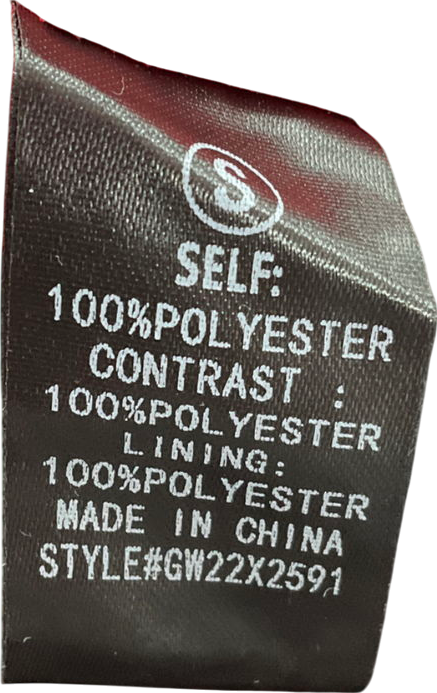 S
SELF:
100%POLYESTER
CONTRAST :
100%POLYESTER
LINING:
100%POLYESTER
MADE IN CHINA
STYLE#GW22X2591